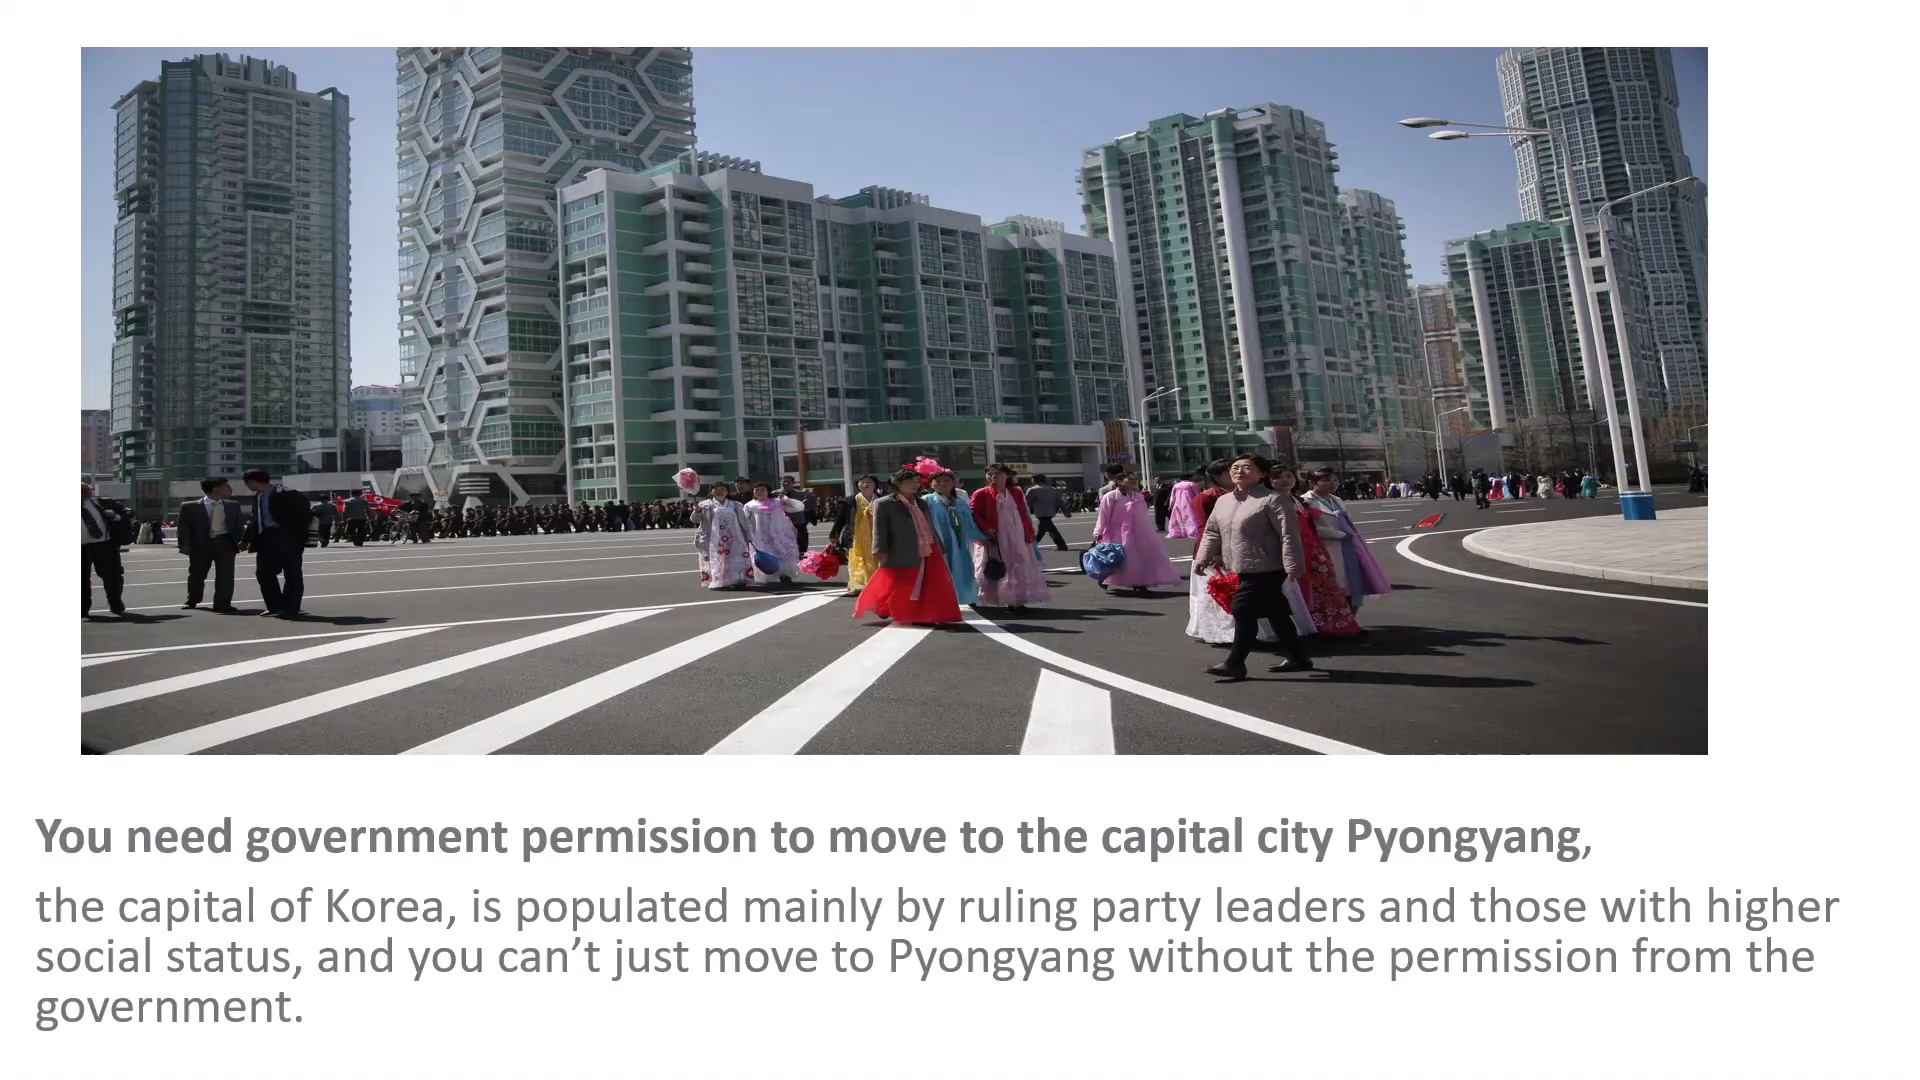 You need government permission to move to the capital city Pyongyang,
the capital of Korea, is populated mainly by ruling party leaders and those with higher
social status, and you can’t just move to Pyongyang without the permission from the
government.